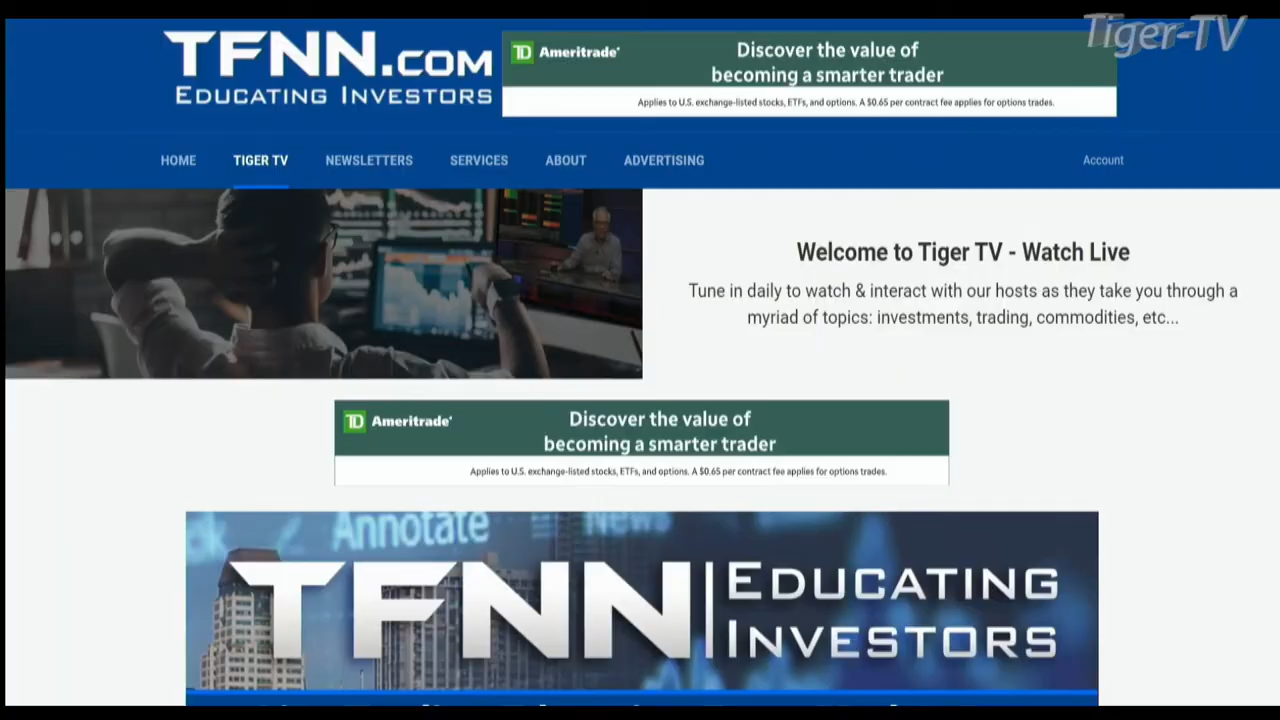 Tiger-TV
TFNN.COM
EDUCATING INVESTORS
TD Ameritrade
Discover the value of
becoming a smarter trader
Applies to U.S. exchange-listed stocks, ETFs, and options. A $0.65 per contract fee applies for options trades.
HOME TIGER TV NEWSLETTERS SERVICES ABOUT ADVERTISING Account
Welcome to Tiger TV - Watch Live
Tune in daily to watch & interact with our hosts as they take you through a
myriad of topics: investments, trading, commodities, etc...
TD Ameritrade
Discover the value of
becoming a smarter trader
Applies to U.S. exchange-listed stocks, ETFs, and options. A $0.65 per contract fee applies for options trades.
Annotate News
TFNN EDUCATING
INVESTORS